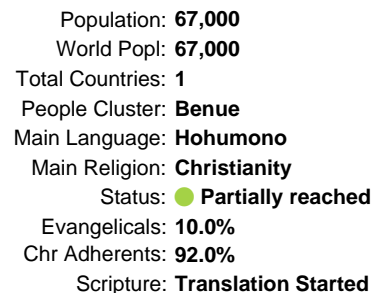 Population: 67,000
World Popl: 67,000
Total Countries: 1
People Cluster: Benue
Main Language: Hohumono
Main Religion: Christianity
Status: Partially reached
Evangelicals: 10.0%
Chr Adherents: 92.0%
Scripture: Translation Started